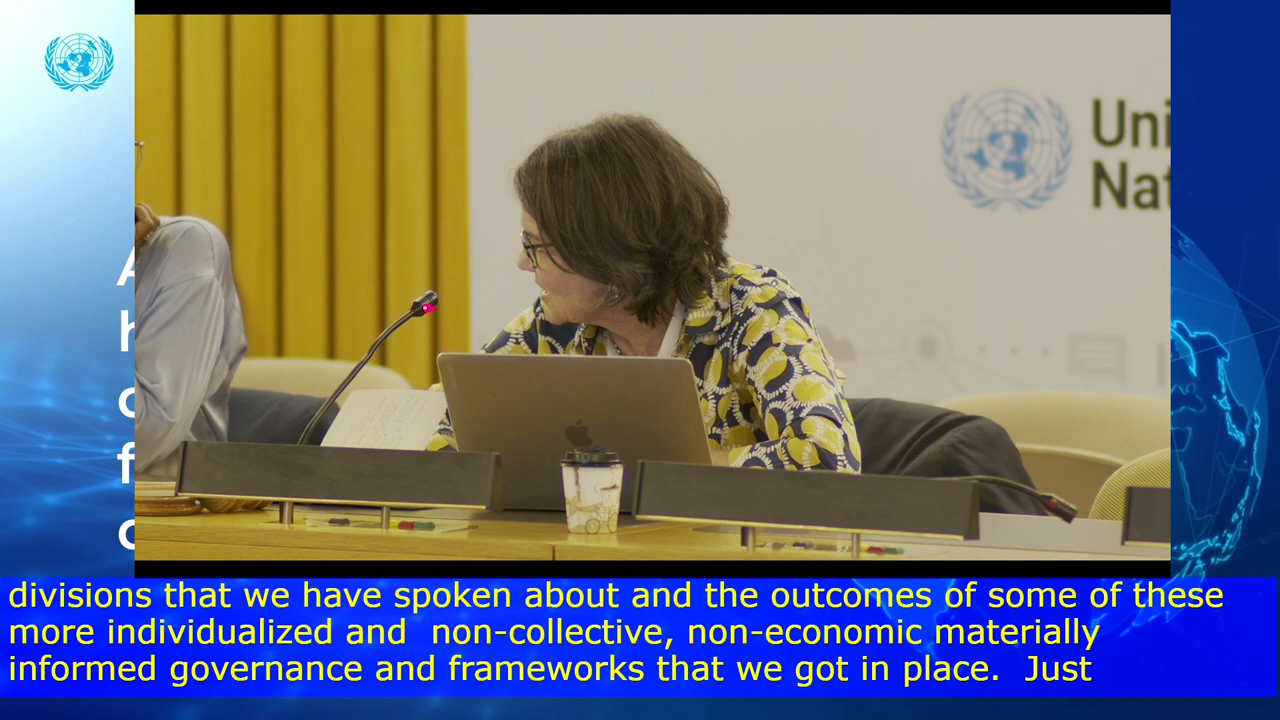 Uni
Nat
A
h
c
f
c
divisions that we have spoken about and the outcomes of some of these
more individualized and  non-collective, non-economic materially
informed governance and frameworks that we got in place.  Just